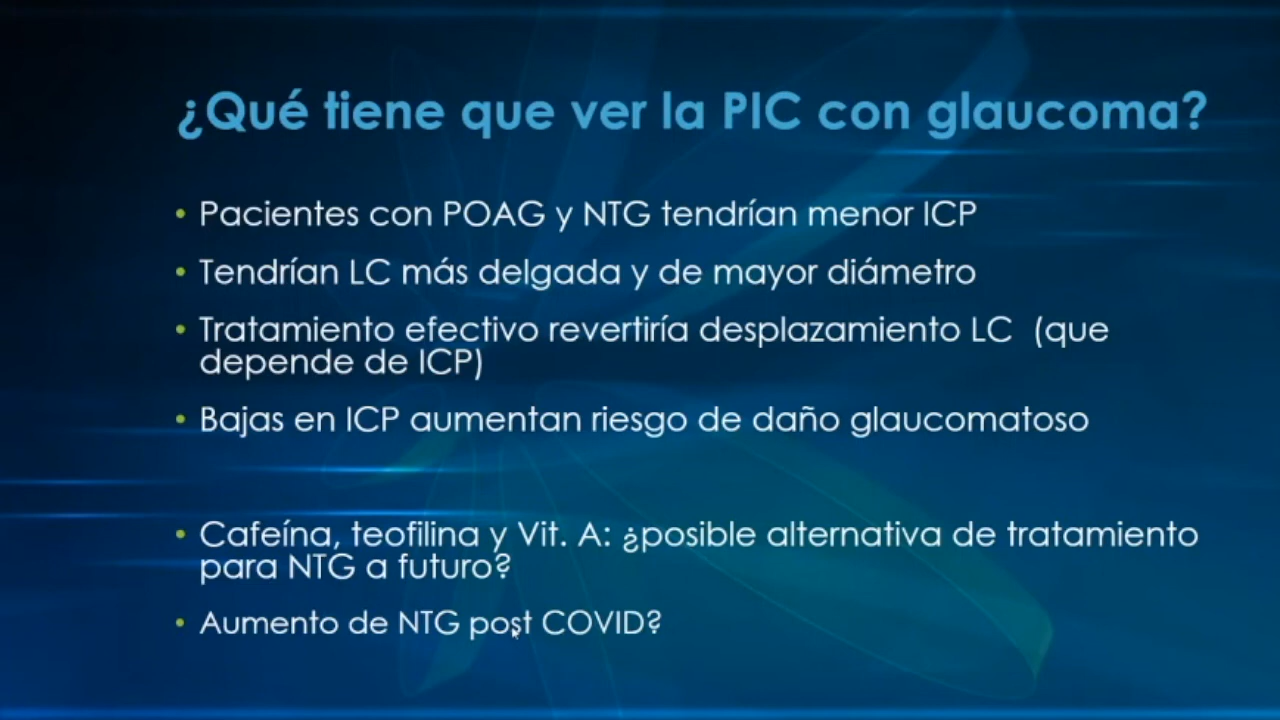 ¿Qué tiene que ver la PIC con glaucoma?
• Pacientes con POAG y NTG tendrían menor ICP
• Tendrían LC más delgada y de mayor diámetro
• Tratamiento efectivo revertiría desplazamiento LC (que
depende de ICP)
• Bajas en ICP aumentan riesgo de daño glaucomatoso
• Cafeína, teofilina y Vit. A: ¿posible alternativa de tratamiento
para NTG a futuro?
• Aumento de NTG post COVID?